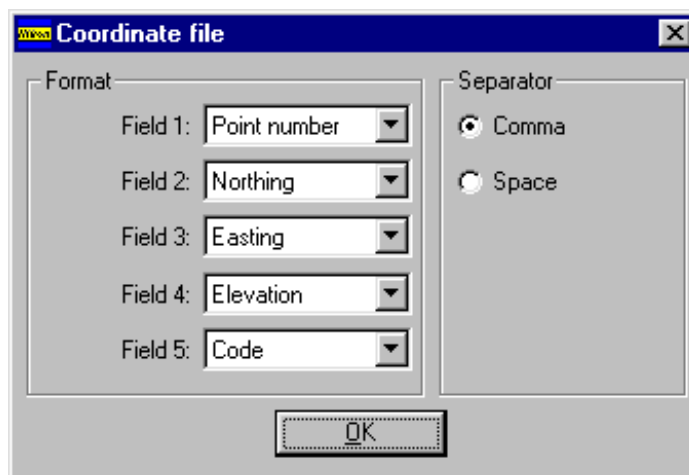 Coordinate file
Format
Field 1: Point number
Field 2: Northing
Field 3: Easting
Field 4: Elevation
Field 5: Code
Separator
Comma
Space
OK